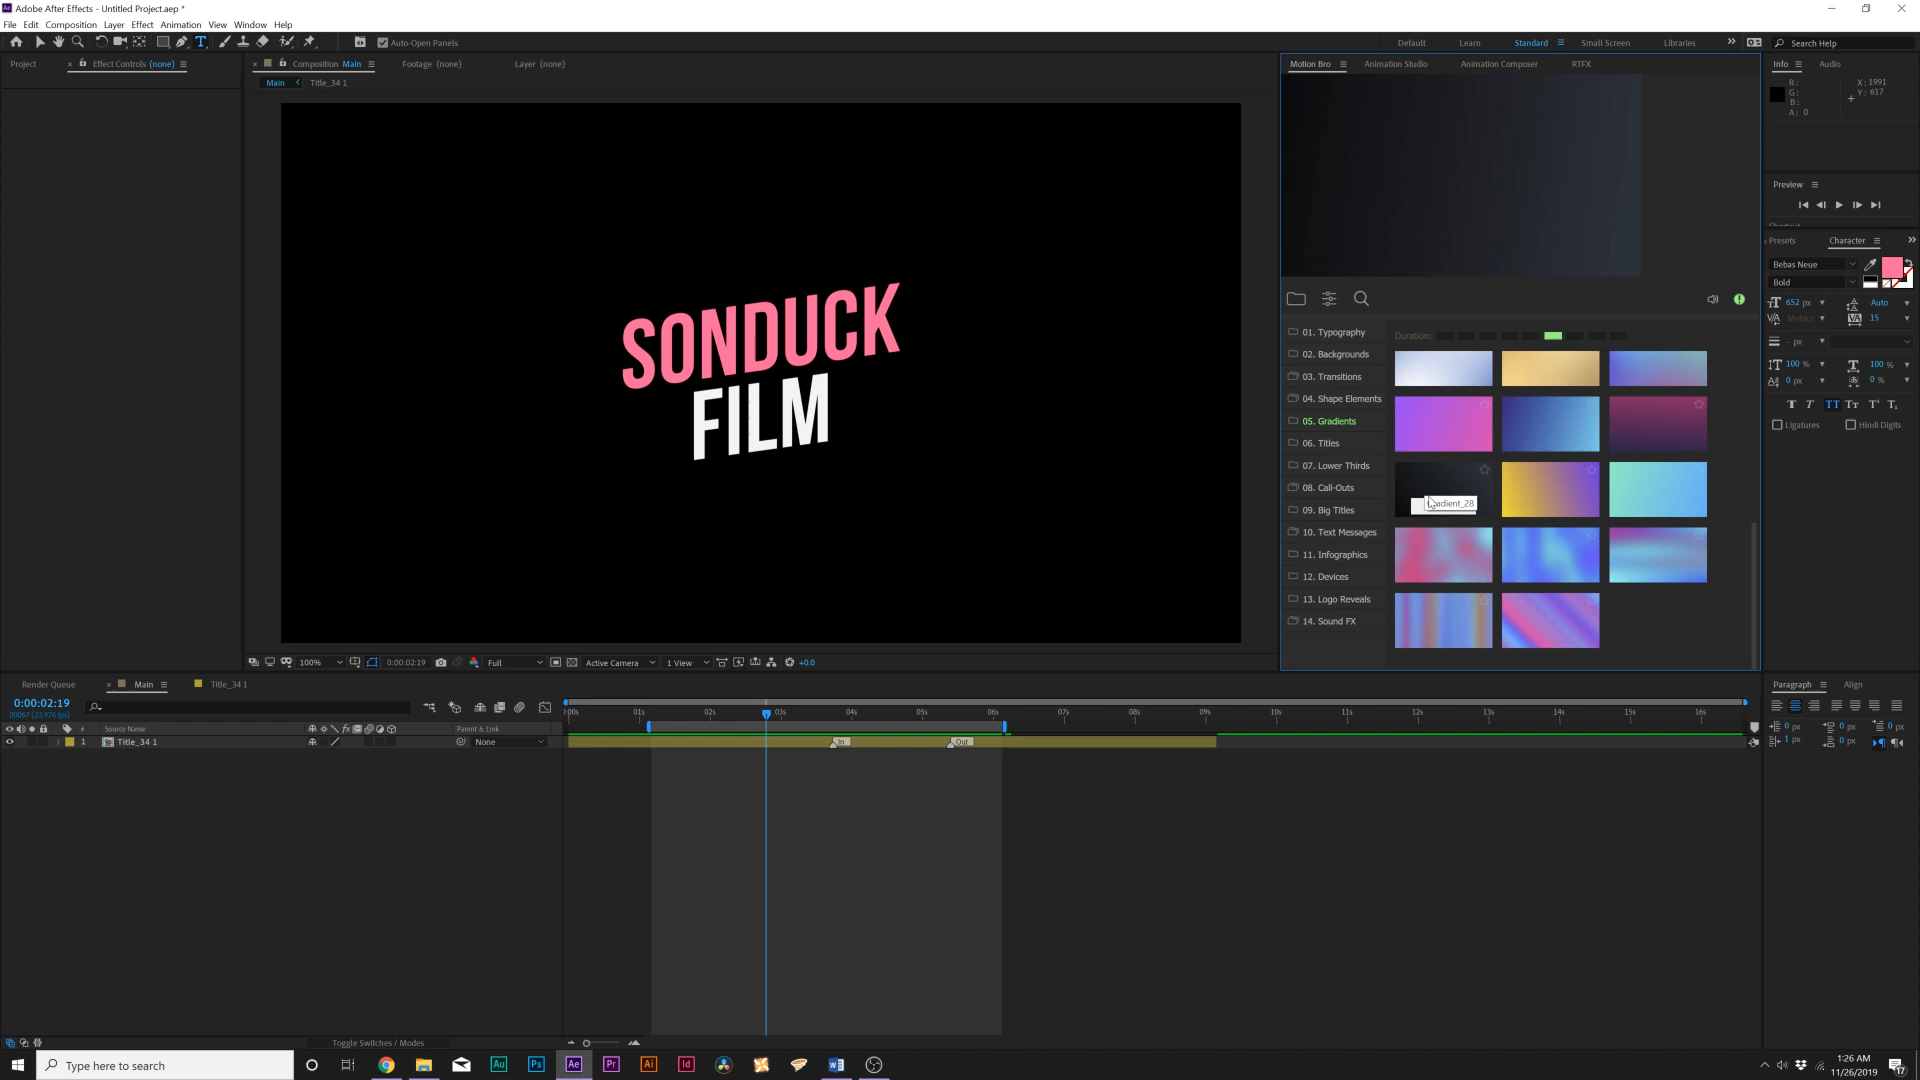 Adobe After Effects - Untitled Project.aep *
File Edit Composition Layer Effect Animation View Window Help
Auto-Open Panels
Default Learn Standard Small Screen Libraries Search Help
Project Effect Controls (none) Composition Main Footage (none) Layer (none)
Main Title_34 1
Motion Bro Animation Studio Animation Composer RTFX
Info Audio
R: X: 1991
G: Y: 617
B:
A: 0
SONDUCK
FILM
Preview
Presets Character
Bebas Neue
Bold
652 px Auto
Metrics 15
- px
100 % 100 %
0 px 0 %
Ligatures Hindi Digits
Duration:
01. Typography
02. Backgrounds
03. Transitions
04. Shape Elements
05. Gradients
06. Titles
07. Lower Thirds
08. Call-Outs
09. Big Titles
10. Text Messages
11. Infographics
12. Devices
13. Logo Reveals
14. Sound FX
100% 0:00:02:19 Full Active Camera 1 View +0.0
Render Queue Main Title_34 1
0:00:02:19
00067 (23.976 fps)
:00s 01s 02s 03s 04s 05s 06s 07s 08s 09s 10s 11s 12s 13s 14s 15s 16s
# Source Name Parent & Link
1 Title_34 1 None
In Out
Paragraph Align
0 px 0 px 0 px
1 px 0 px
Toggle Switches / Modes
Type here to search
Au Ps Ae Pr Ai Id
1:26 AM
11/26/2019
17